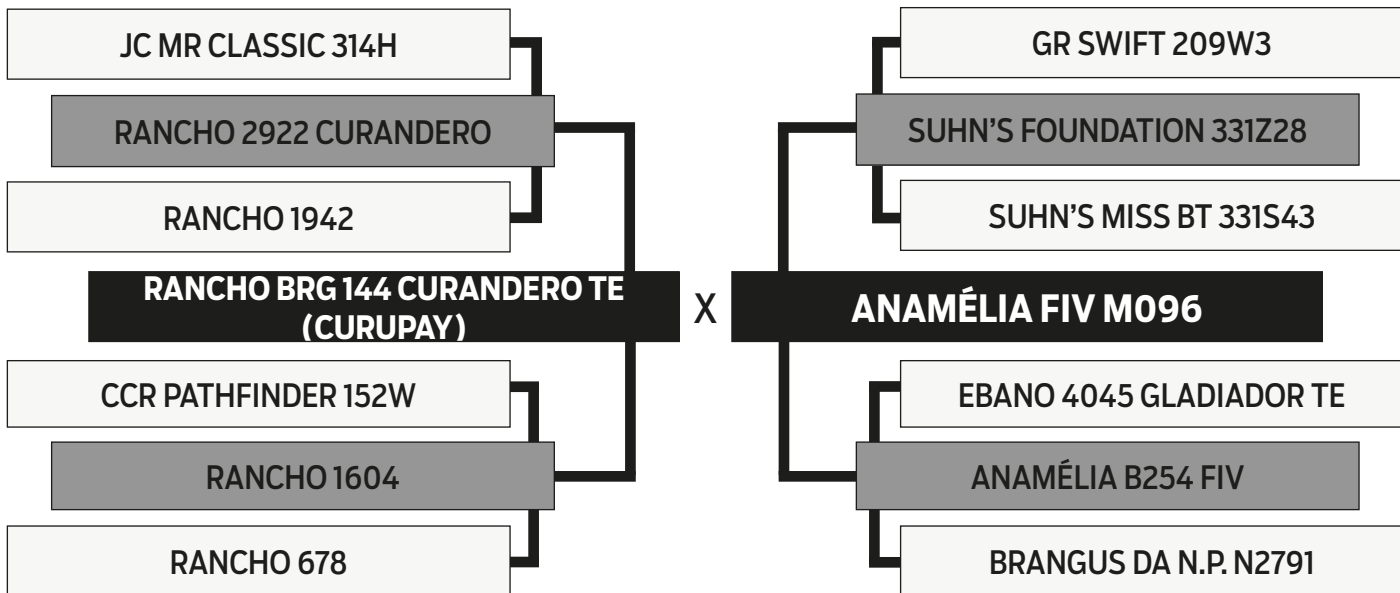 JC MR CLASSIC 314H
RANCHO 2922 CURANDERO
RANCHO 1942
RANCHO BRG 144 CURANDERO TE
(CURUPAY)
CCR PATHFINDER 152W
RANCHO 1604
RANCHO 678
X
GR SWIFT 209W3
SUHN’S FOUNDATION 331Z28
SUHN’S MISS BT 331S43
ANAMÉLIA FIV M096
EBANO 4045 GLADIADOR TE
ANAMÉLIA B254 FIV
BRANGUS DA N.P. N2791